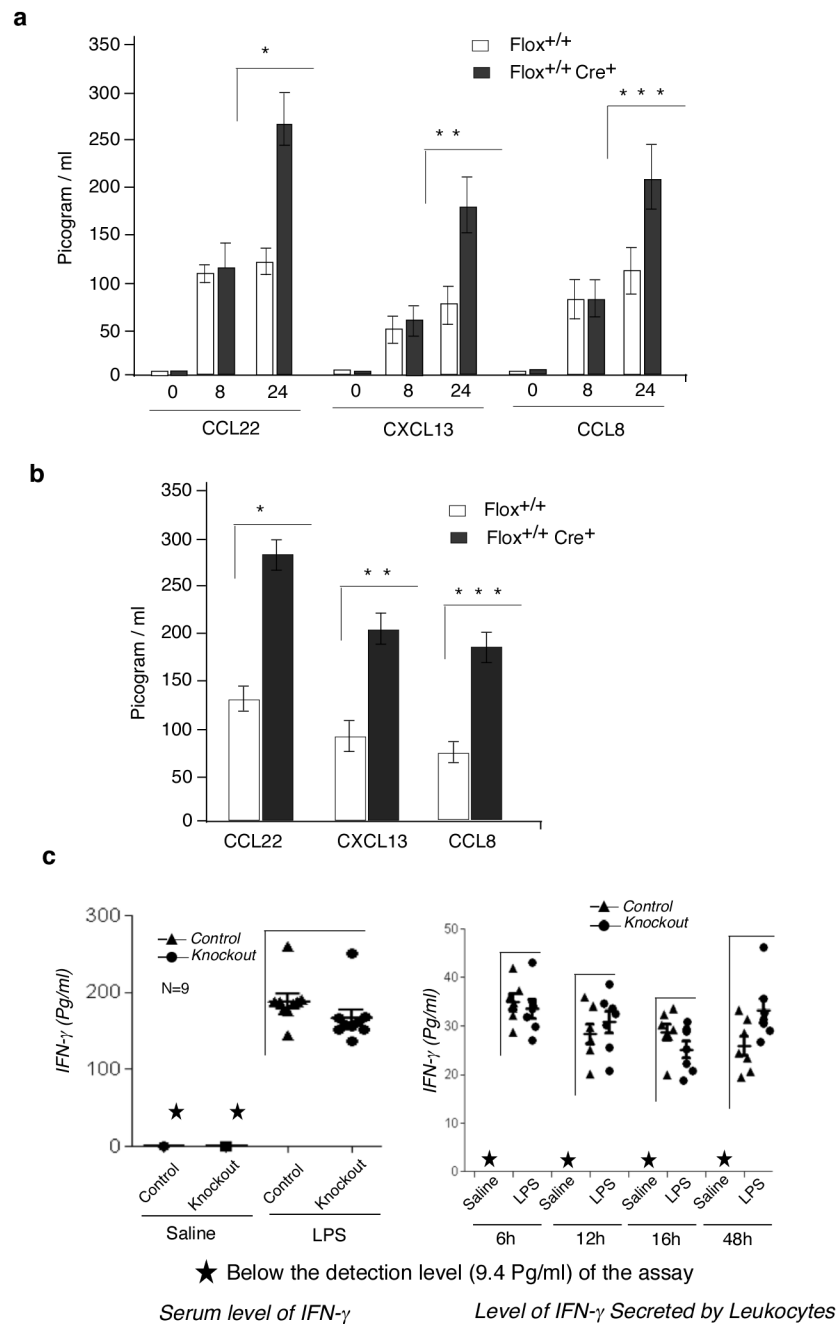 a
350
300
250
200
150
100
50
0
Picogram / ml
Flox+/+
Flox+/+ Cre+
*
* *
* * *
0 8 24 0 8 24 0 8 24
CCL22 CXCL13 CCL8
b
350
300
250
200
150
100
50
0
Picogram / ml
Flox+/+
Flox+/+ Cre+
*
* *
* * *
CCL22 CXCL13 CCL8
c
300
200
100
0
IFN-γ (Pg/ml)
Control
Knockout
N=9
Control Knockout Control Knockout
Saline LPS
50
40
30
20
10
0
IFN-γ (Pg/ml)
Control
Knockout
Saline LPS Saline LPS Saline LPS Saline LPS
6h 12h 16h 48h
★ Below the detection level (9.4 Pg/ml) of the assay
Serum level of IFN-γ Level of IFN-γ Secreted by Leukocytes